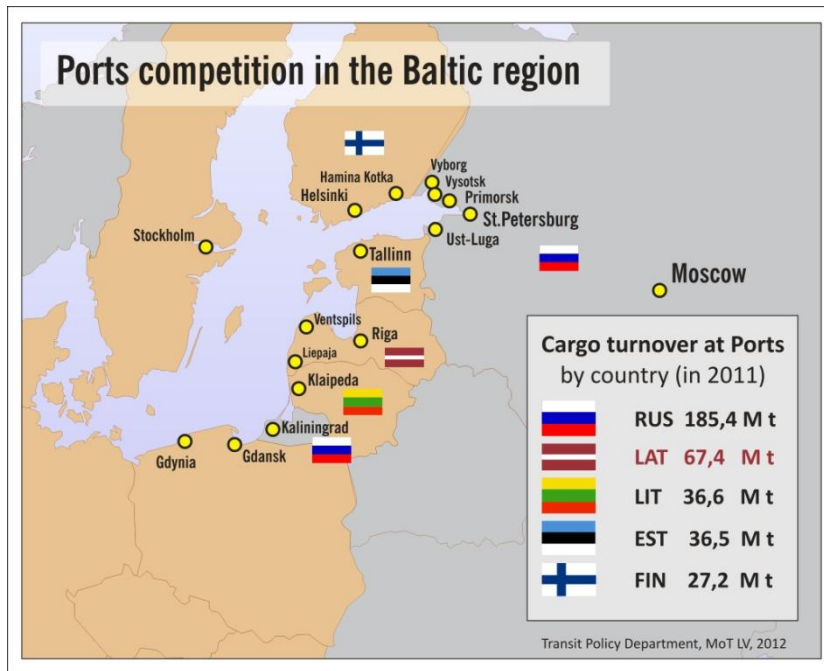 Ports competition in the Baltic region
Vyborg
Hamina Kotka
Vysotsk
Helsinki
Primorsk
St.Petersburg
Stockholm
Ust-Luga
Tallinn
Moscow
Ventspils
Riga
Liepaja
Klaipeda
Kaliningrad
Gdynia
Gdansk
Cargo turnover at Ports
by country (in 2011)
RUS 185,4 M t
LAT 67,4 M t
LIT 36,6 M t
EST 36,5 M t
FIN 27,2 M t
Transit Policy Department, MoT LV, 2012